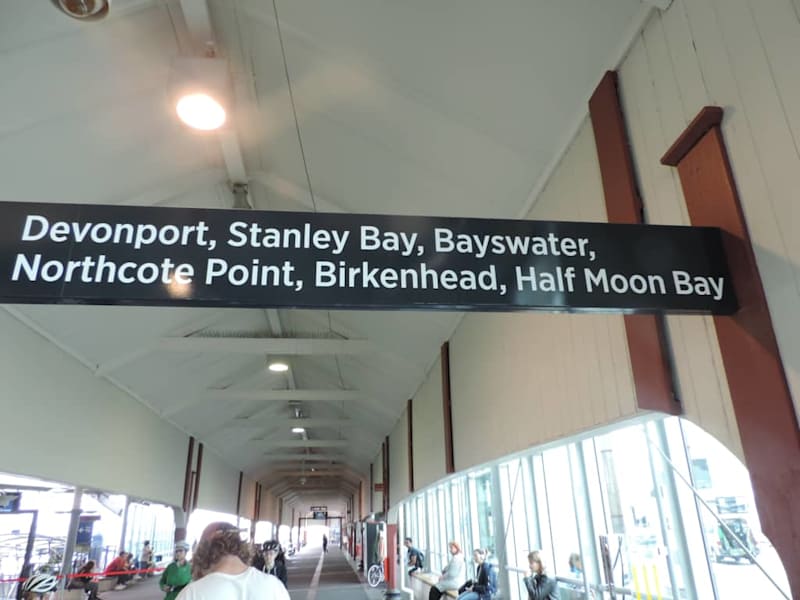 Devonport, Stanley Bay, Bayswater,
Northcote Point, Birkenhead, Half Moon Bay